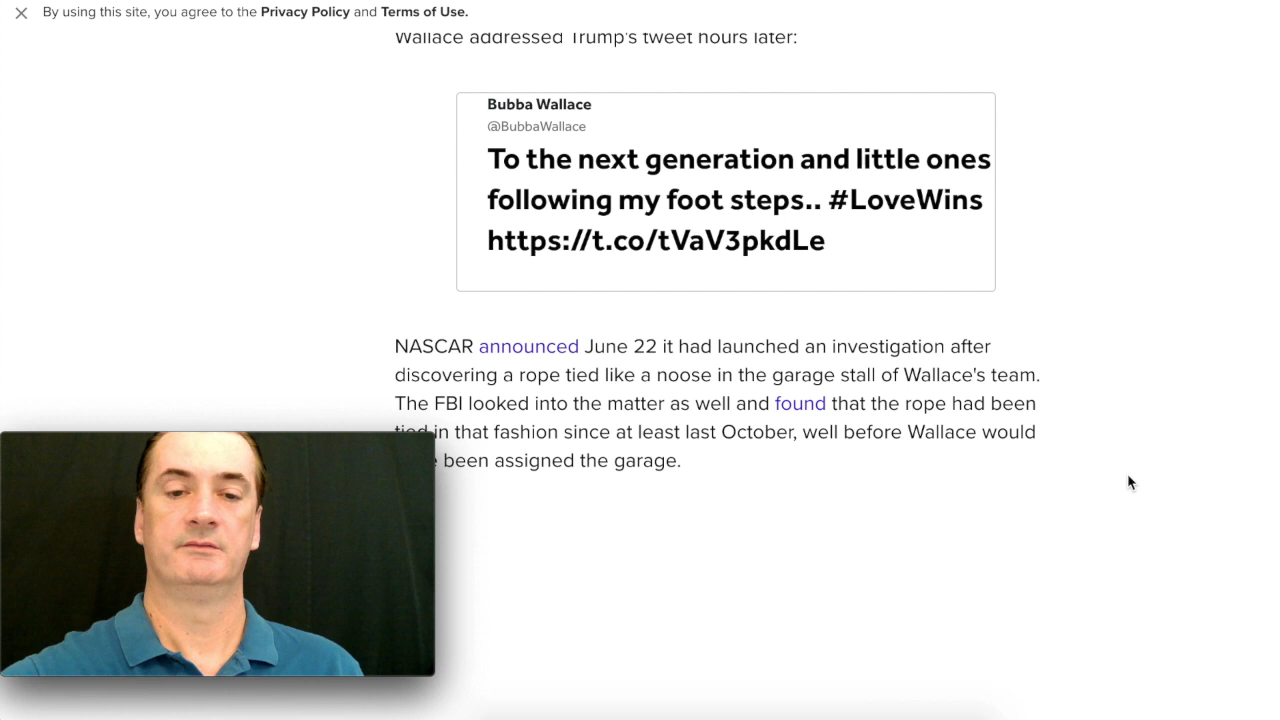 By using this site, you agree to the Privacy Policy and Terms of Use.
Wallace addressed Trump's tweet hours later:
Bubba Wallace
@BubbaWallace
To the next generation and little ones
following my foot steps.. #LoveWins
https://t.co/tVaV3pkdLe
NASCAR announced June 22 it had launched an investigation after
discovering a rope tied like a noose in the garage stall of Wallace's team.
The FBI looked into the matter as well and found that the rope had been
tied in that fashion since at least last October, well before Wallace would
been assigned the garage.